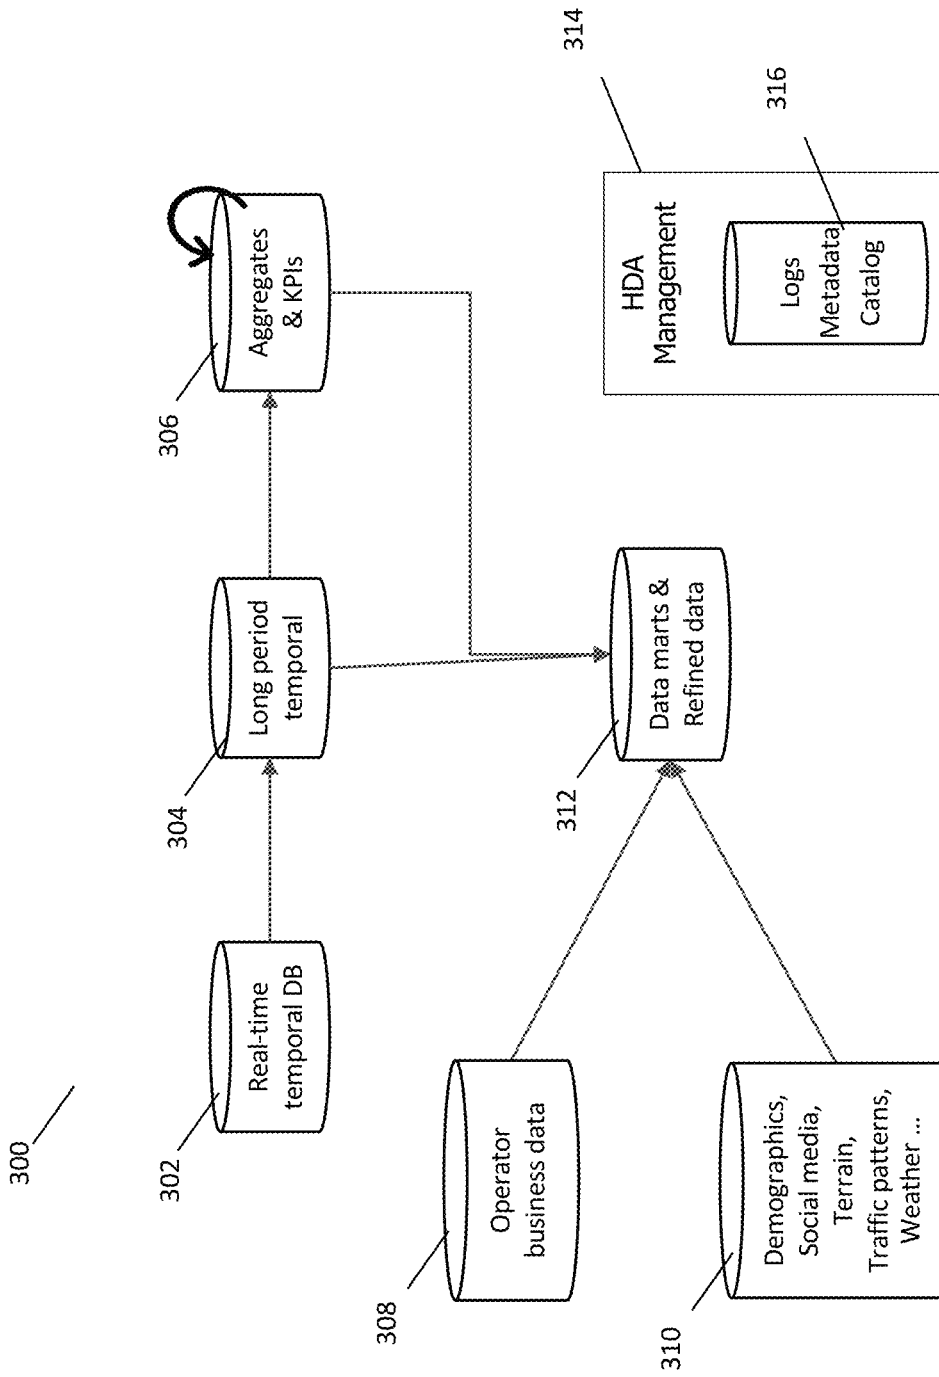 300
302
Real-time
temporal DB
304
Long period
temporal
306
Aggregates
& KPIs
308
Operator
business data
312
Data marts &
Refined data
310
Demographics,
Social media,
Terrain,
Traffic patterns,
Weather ...
314
HDA
Management
316
Logs
Metadata
Catalog